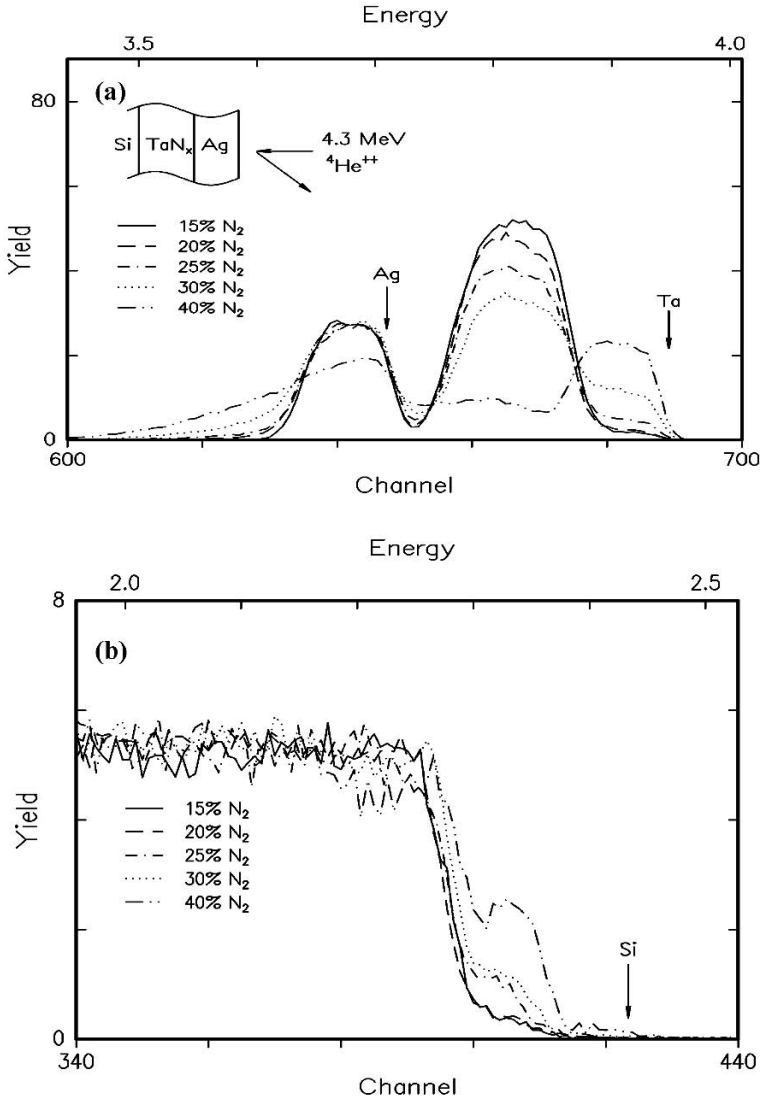 Energy
3.5 4.0
(a)
80
Si TaNₓ Ag
4.3 MeV
⁴He⁺⁺
15% N₂
20% N₂
25% N₂
30% N₂
40% N₂
Ag
Ta
Yield
0
600 700
Channel
Energy
2.0 2.5
8
(b)
15% N₂
20% N₂
25% N₂
30% N₂
40% N₂
Si
Yield
0
340 440
Channel